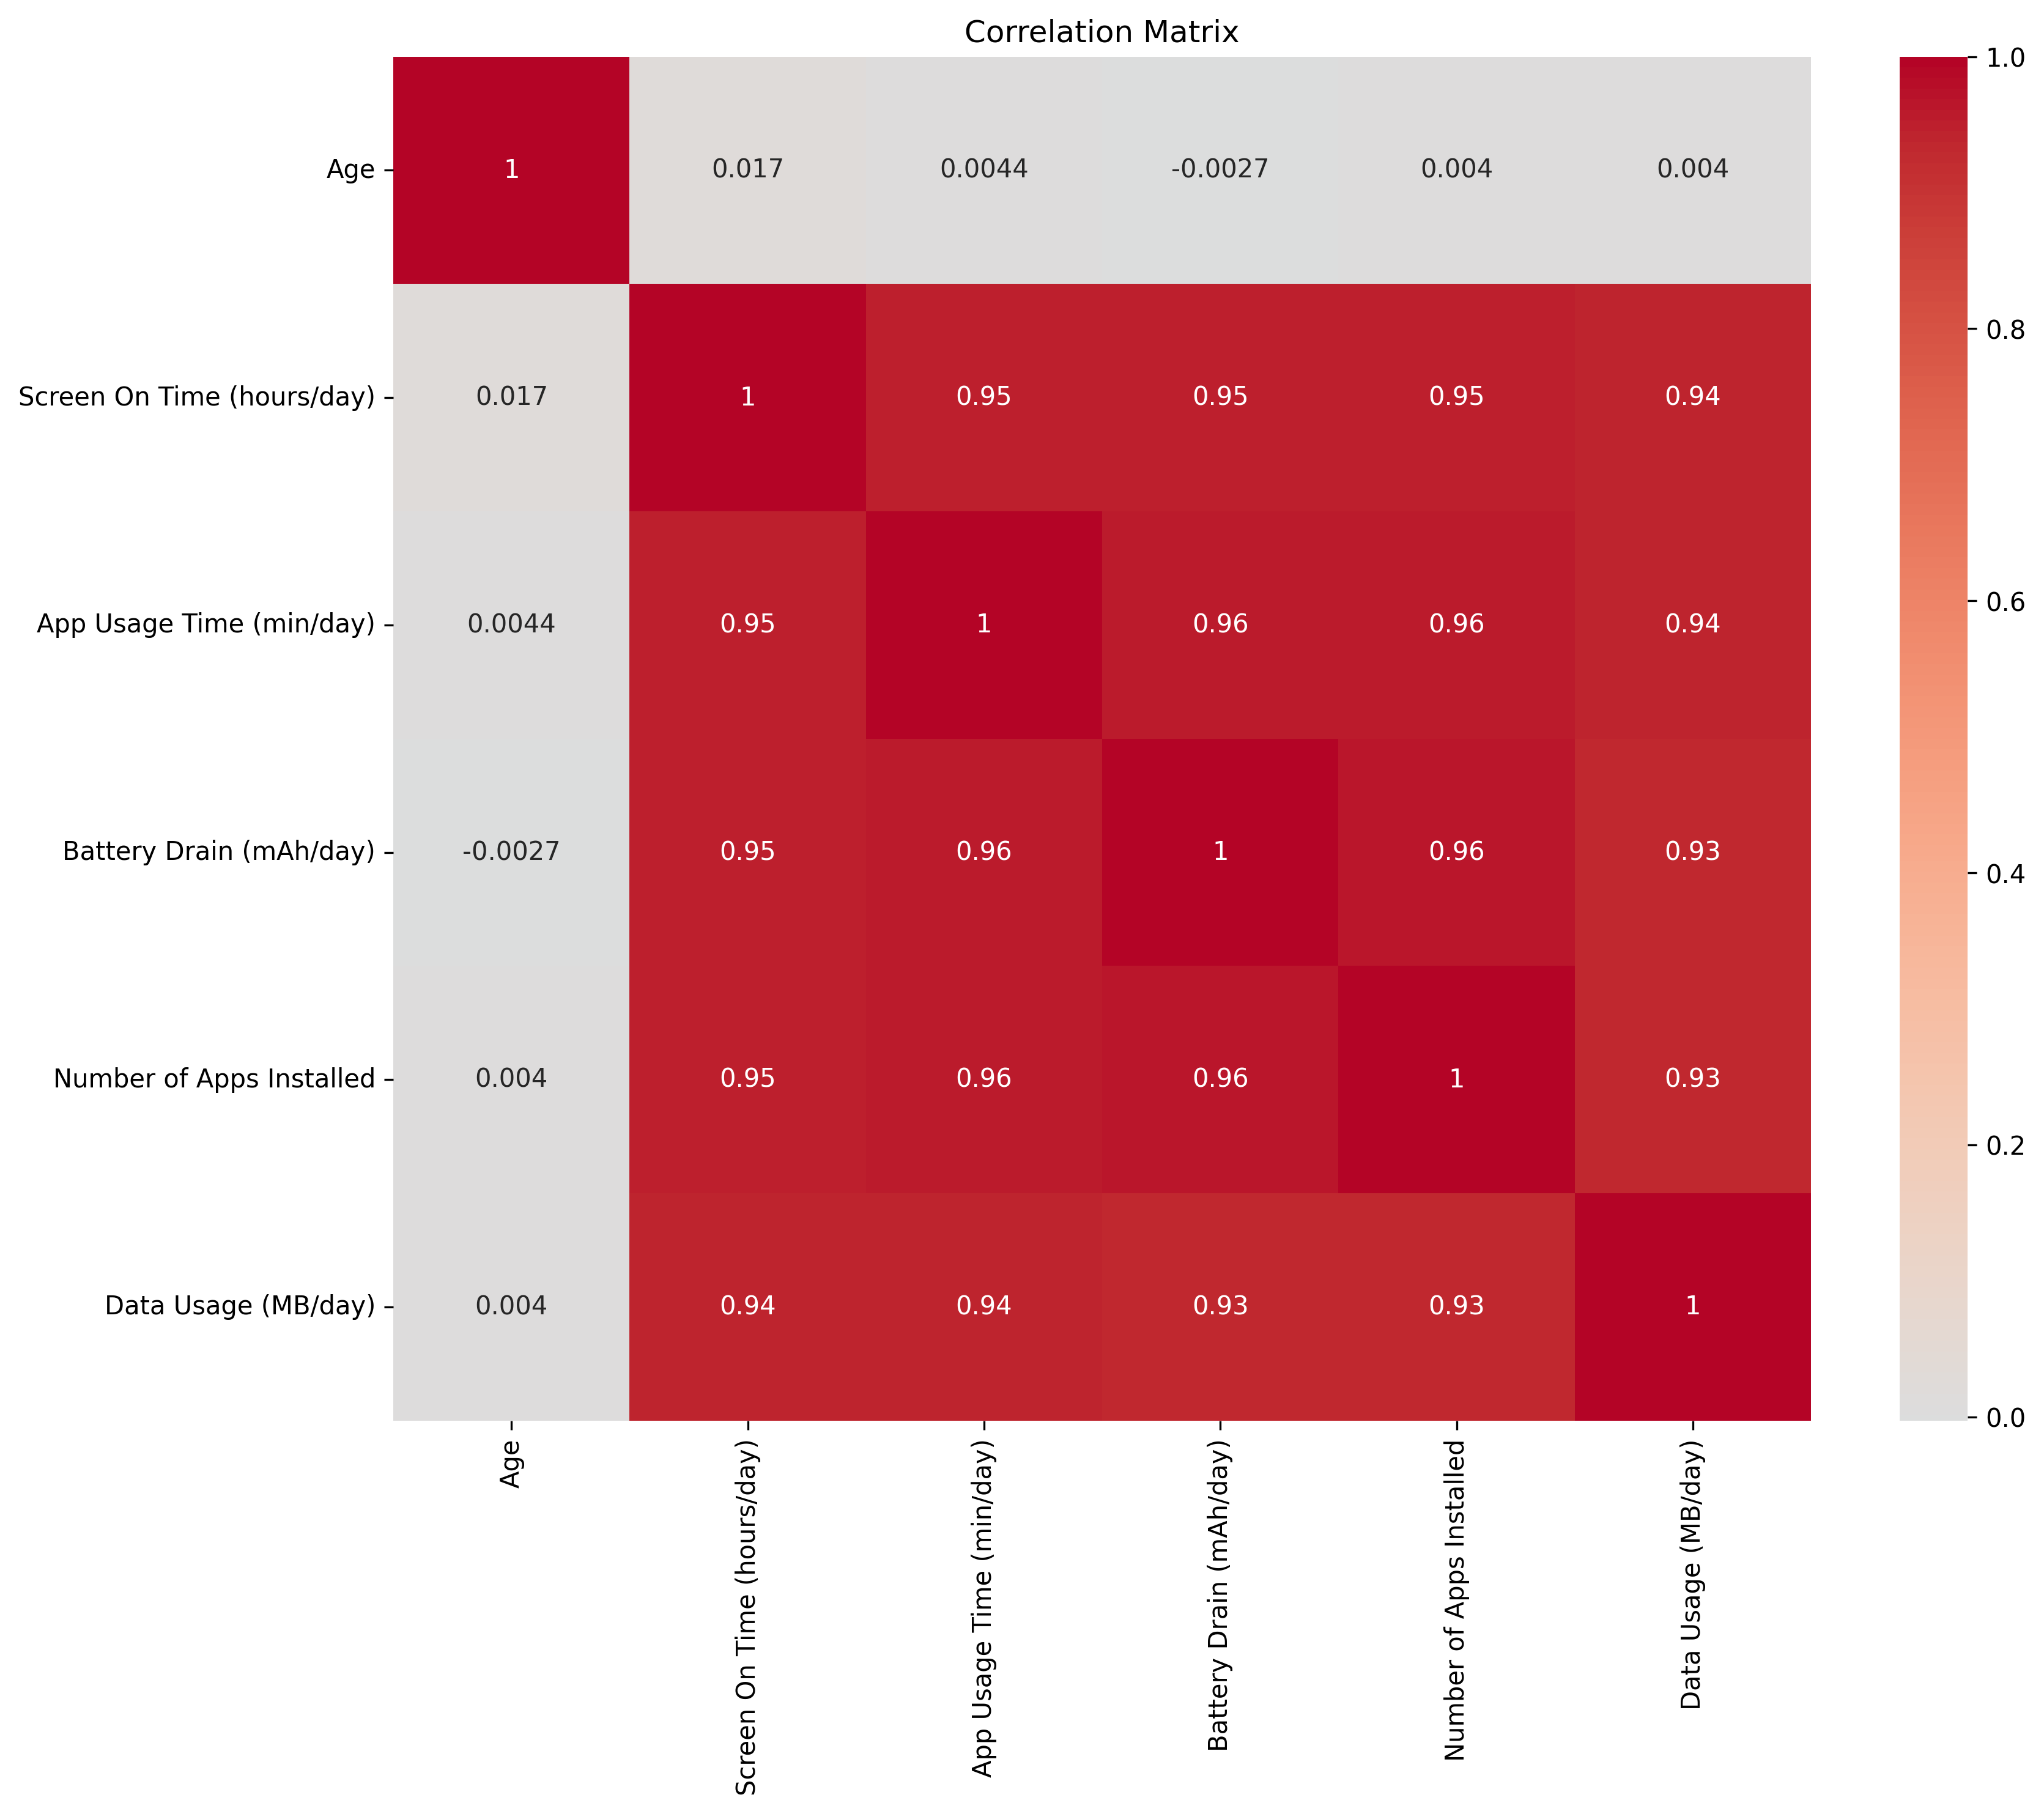 Correlation Matrix
Age 1 0.017 0.0044 -0.0027 0.004 0.004
Screen On Time (hours/day) 0.017 1 0.95 0.95 0.95 0.94
App Usage Time (min/day) 0.0044 0.95 1 0.96 0.96 0.94
Battery Drain (mAh/day) -0.0027 0.95 0.96 1 0.96 0.93
Number of Apps Installed 0.004 0.95 0.96 0.96 1 0.93
Data Usage (MB/day) 0.004 0.94 0.94 0.93 0.93 1
Age
Screen On Time (hours/day)
App Usage Time (min/day)
Battery Drain (mAh/day)
Number of Apps Installed
Data Usage (MB/day)
1.0
0.8
0.6
0.4
0.2
0.0